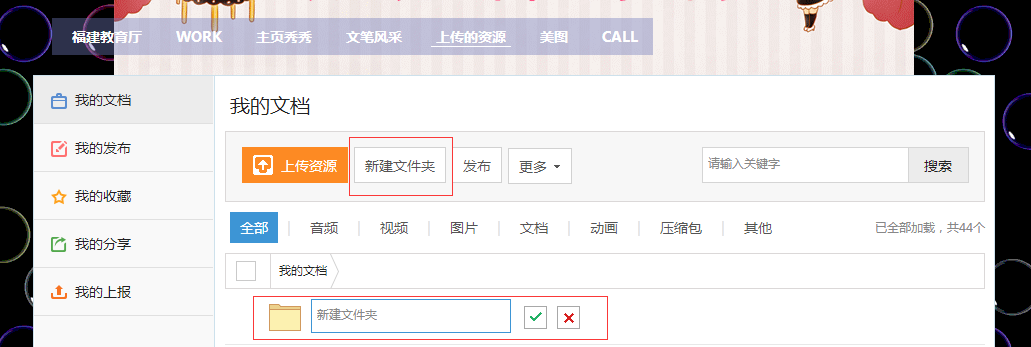 福建教育厅 WORK 主页秀秀 文笔风采 上传的资源 美图 CALL
我的文档
我的发布
我的收藏
我的分享
我的上报
我的文档
上传资源 新建文件夹 发布 更多 请输入关键字 搜索
全部 音频 视频 图片 文档 动画 压缩包 其他 已全部加载，共44个
我的文档
新建文件夹